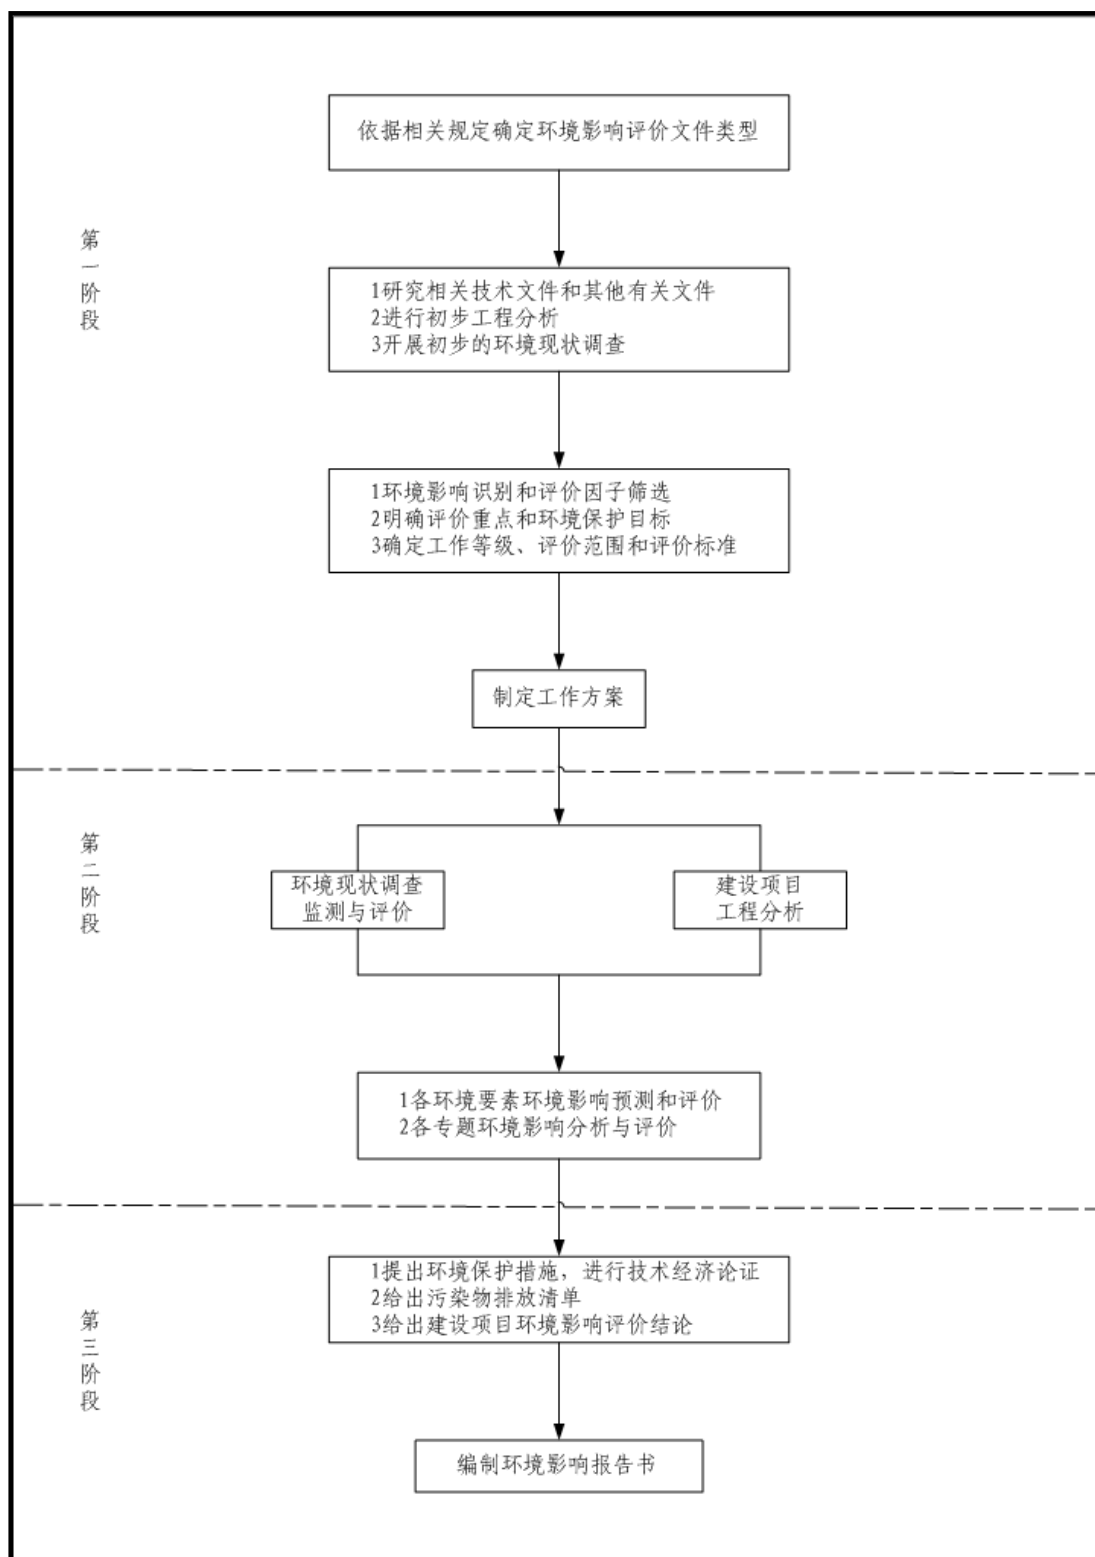 依据相关规定确定环境影响评价文件类型
第一阶段
1研究相关技术文件和其他有关文件
2进行初步工程分析
3开展初步的环境现状调查
1环境影响识别和评价因子筛选
2明确评价重点和环境保护目标
3确定工作等级、评价范围和评价标准
制定工作方案
第二阶段
环境现状调查
监测与评价
建设项目
工程分析
1各环境要素环境影响预测和评价
2各专题环境影响分析与评价
第三阶段
1提出环境保护措施，进行技术经济论证
2给出污染物排放清单
3给出建设项目环境影响评价结论
编制环境影响报告书